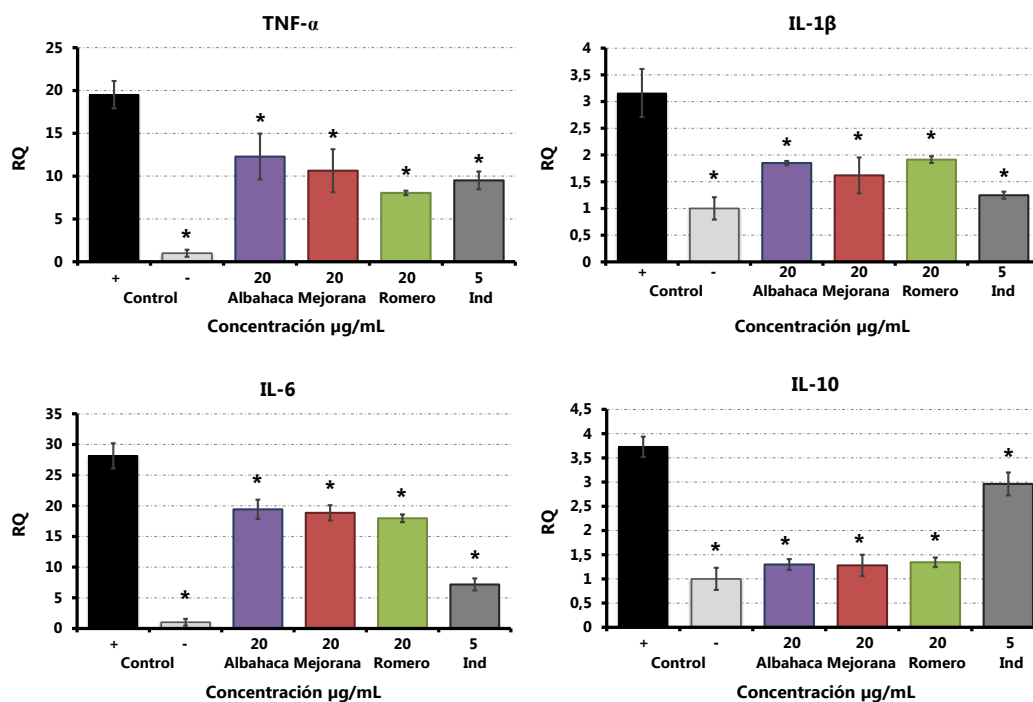 TNF-α
25
20
15
10
5
0
RQ
*
*
*
*
*
+ - 20 20 20 5
Control Albahaca Mejorana Romero Ind
Concentración µg/mL
IL-1β
4
3,5
3
2,5
2
1,5
1
0,5
0
RQ
*
*
*
*
*
+ - 20 20 20 5
Control Albahaca Mejorana Romero Ind
Concentración µg/mL
IL-6
35
30
25
20
15
10
5
0
RQ
*
*
*
*
*
+ - 20 20 20 5
Control Albahaca Mejorana Romero Ind
Concentración µg/mL
IL-10
4,5
4
3,5
3
2,5
2
1,5
1
0,5
0
RQ
*
*
*
*
*
+ - 20 20 20 5
Control Albahaca Mejorana Romero Ind
Concentración µg/mL